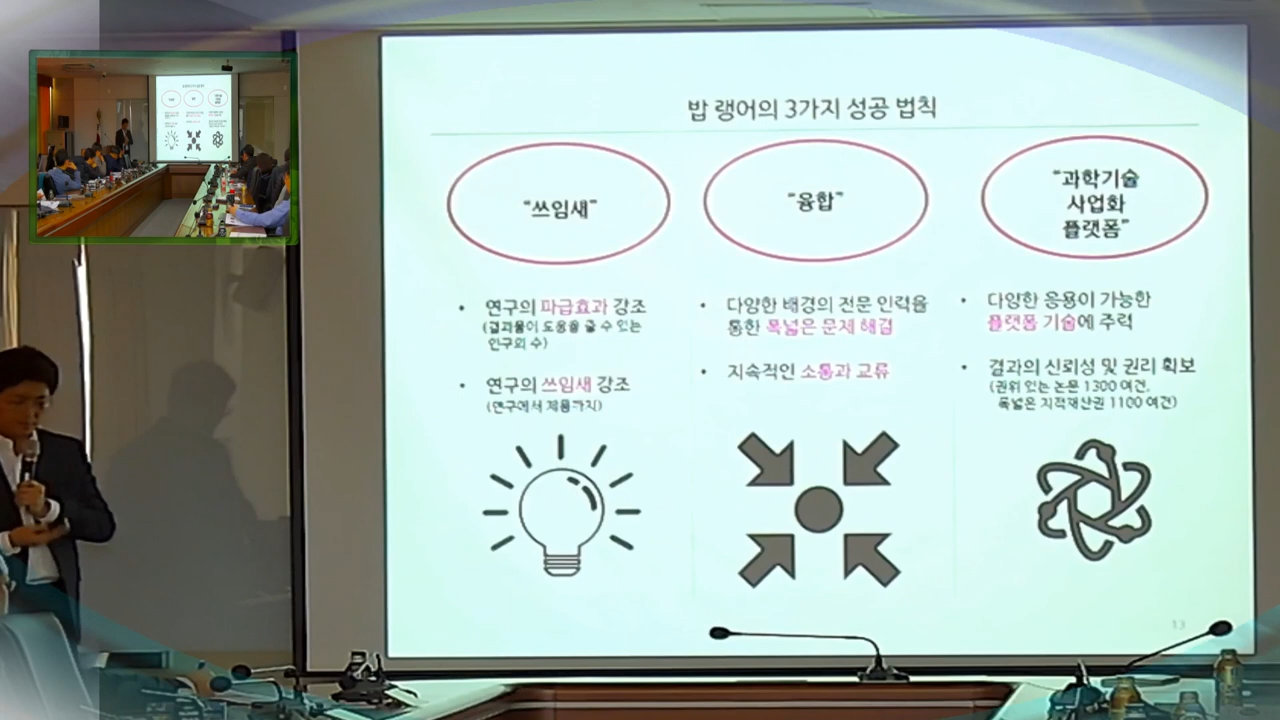 밥 랭어의 3가지 성공 법칙
"쓰임새"
• 연구의 파급효과 강조
(결과물이 도움을 줄 수 있는
인구의 수)
• 연구의 쓰임새 강조
(연구에서 제품까지)
"융합"
• 다양한 배경의 전문 인력을
통한 폭넓은 문제 해결
• 지속적인 소통과 교류
"과학기술
사업화
플랫폼"
• 다양한 응용이 가능한
플랫폼 기술에 주력
• 결과의 신뢰성 및 권리 확보
(권위 있는 논문 1300 여건,
폭넓은 지적재산권 1100 여건)
13